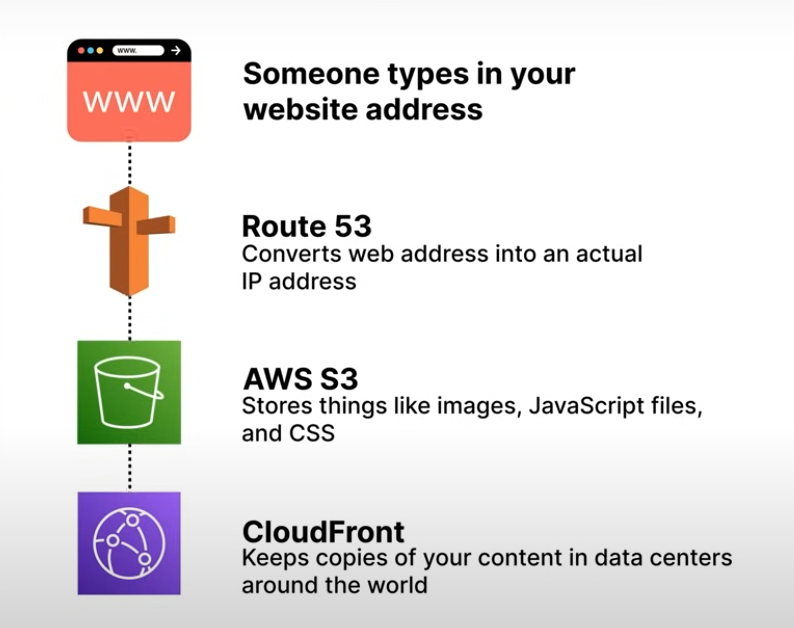 www.
WWW
Someone types in your
website address
Route 53
Converts web address into an actual
IP address
AWS S3
Stores things like images, JavaScript files,
and CSS
CloudFront
Keeps copies of your content in data centers
around the world